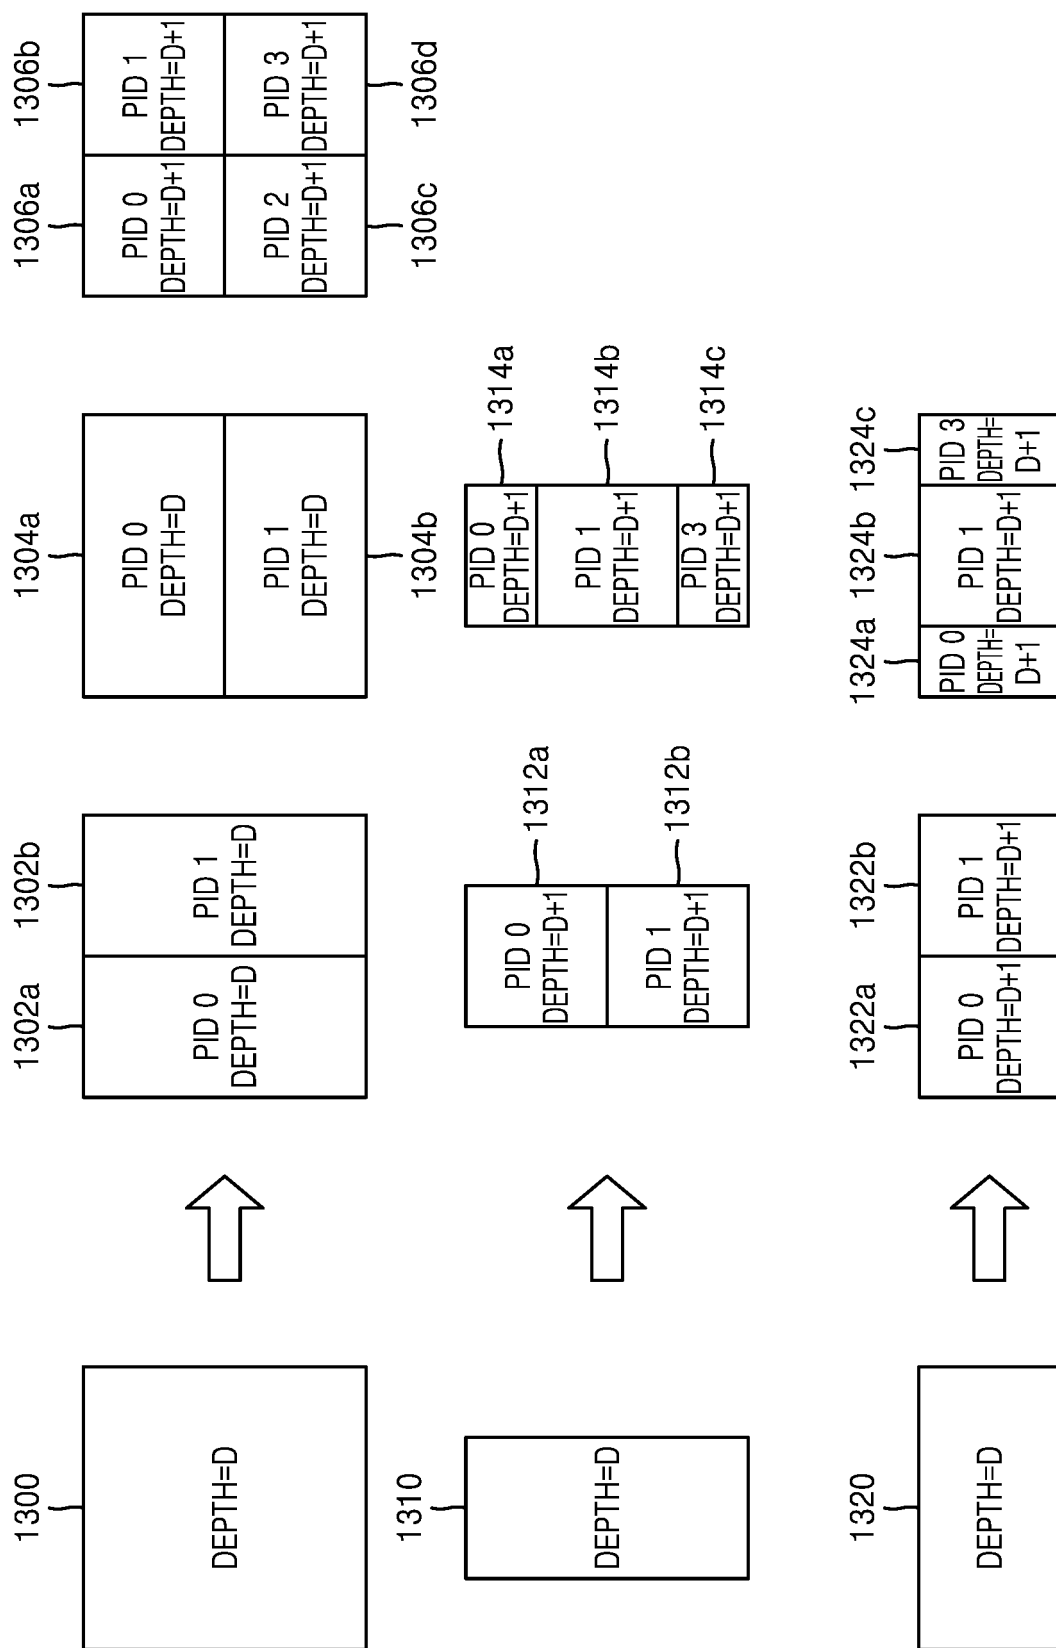 1300
1302a
1302b
1304a
1306a
1306b
DEPTH=D
PID 0
DEPTH=D
PID 1
DEPTH=D
PID 0
DEPTH=D
PID 1
DEPTH=D
PID 0
DEPTH=D+1
PID 1
DEPTH=D+1
PID 2
DEPTH=D+1
PID 3
DEPTH=D+1
1304b
1306c
1306d
1310
DEPTH=D
PID 0
DEPTH=D+1
1312a
PID 1
DEPTH=D+1
1312b
PID 0
DEPTH=D+1
1314a
PID 1
DEPTH=D+1
1314b
PID 3
DEPTH=D+1
1314c
1320
1322a
1322b
1324a
1324b
1324c
DEPTH=D
PID 0
DEPTH=D+1
PID 1
DEPTH=D+1
PID 0
DEPTH=
D+1
PID 1
DEPTH=D+1
PID 3
DEPTH=
D+1